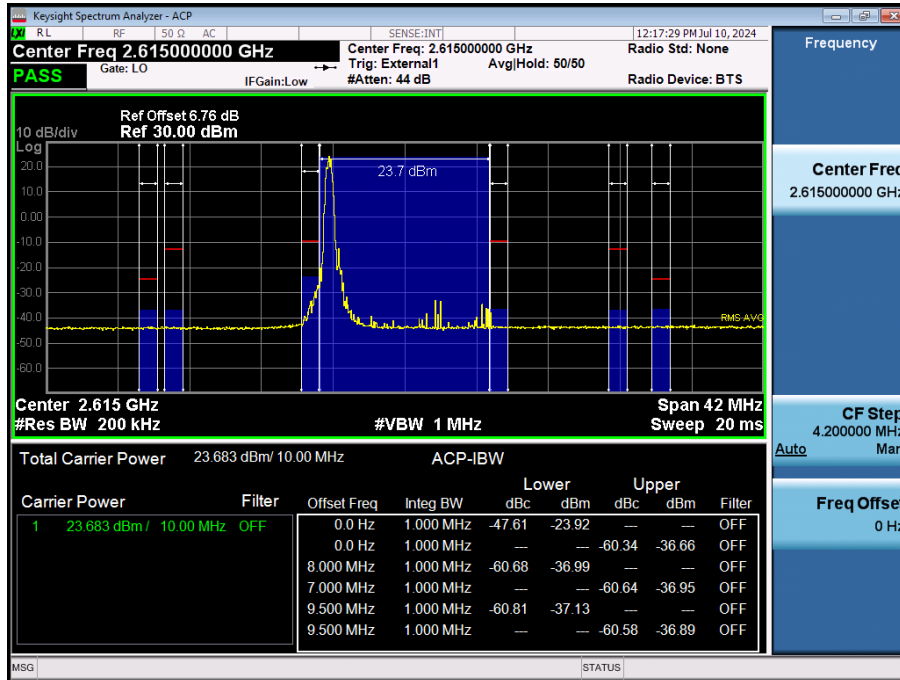 Keysight Spectrum Analyzer - ACP
LXI RL RF 50 Ω AC SENSE:INT 12:17:29 PM Jul 10, 2024
Center Freq 2.615000000 GHz
Center Freq: 2.615000000 GHz Radio Std: None
Gate: LO Trig: External1 Avg|Hold: 50/50
PASS IFGain:Low #Atten: 44 dB Radio Device: BTS
Ref Offset 6.76 dB
10 dB/div Ref 30.00 dBm
Log
20.0
23.7 dBm
10.0
0.00
-10.0
-20.0
-30.0
-40.0
RMS AVG
-50.0
-60.0
Center 2.615 GHz Span 42 MHz
#Res BW 200 kHz #VBW 1 MHz Sweep 20 ms
Total Carrier Power 23.683 dBm/ 10.00 MHz ACP-IBW
Lower Upper
Carrier Power Filter Offset Freq Integ BW dBc dBm dBc dBm Filter
1 23.683 dBm / 10.00 MHz OFF 0.0 Hz 1.000 MHz -47.61 -23.92 --- --- OFF
0.0 Hz 1.000 MHz --- --- -60.34 -36.66 OFF
8.000 MHz 1.000 MHz -60.68 -36.99 --- --- OFF
7.000 MHz 1.000 MHz --- --- -60.64 -36.95 OFF
9.500 MHz 1.000 MHz -60.81 -37.13 --- --- OFF
9.500 MHz 1.000 MHz --- --- -60.58 -36.89 OFF
MSG STATUS
Frequency
Center Freq
2.615000000 GHz
CF Step
4.200000 MHz
Auto Man
Freq Offset
0 Hz